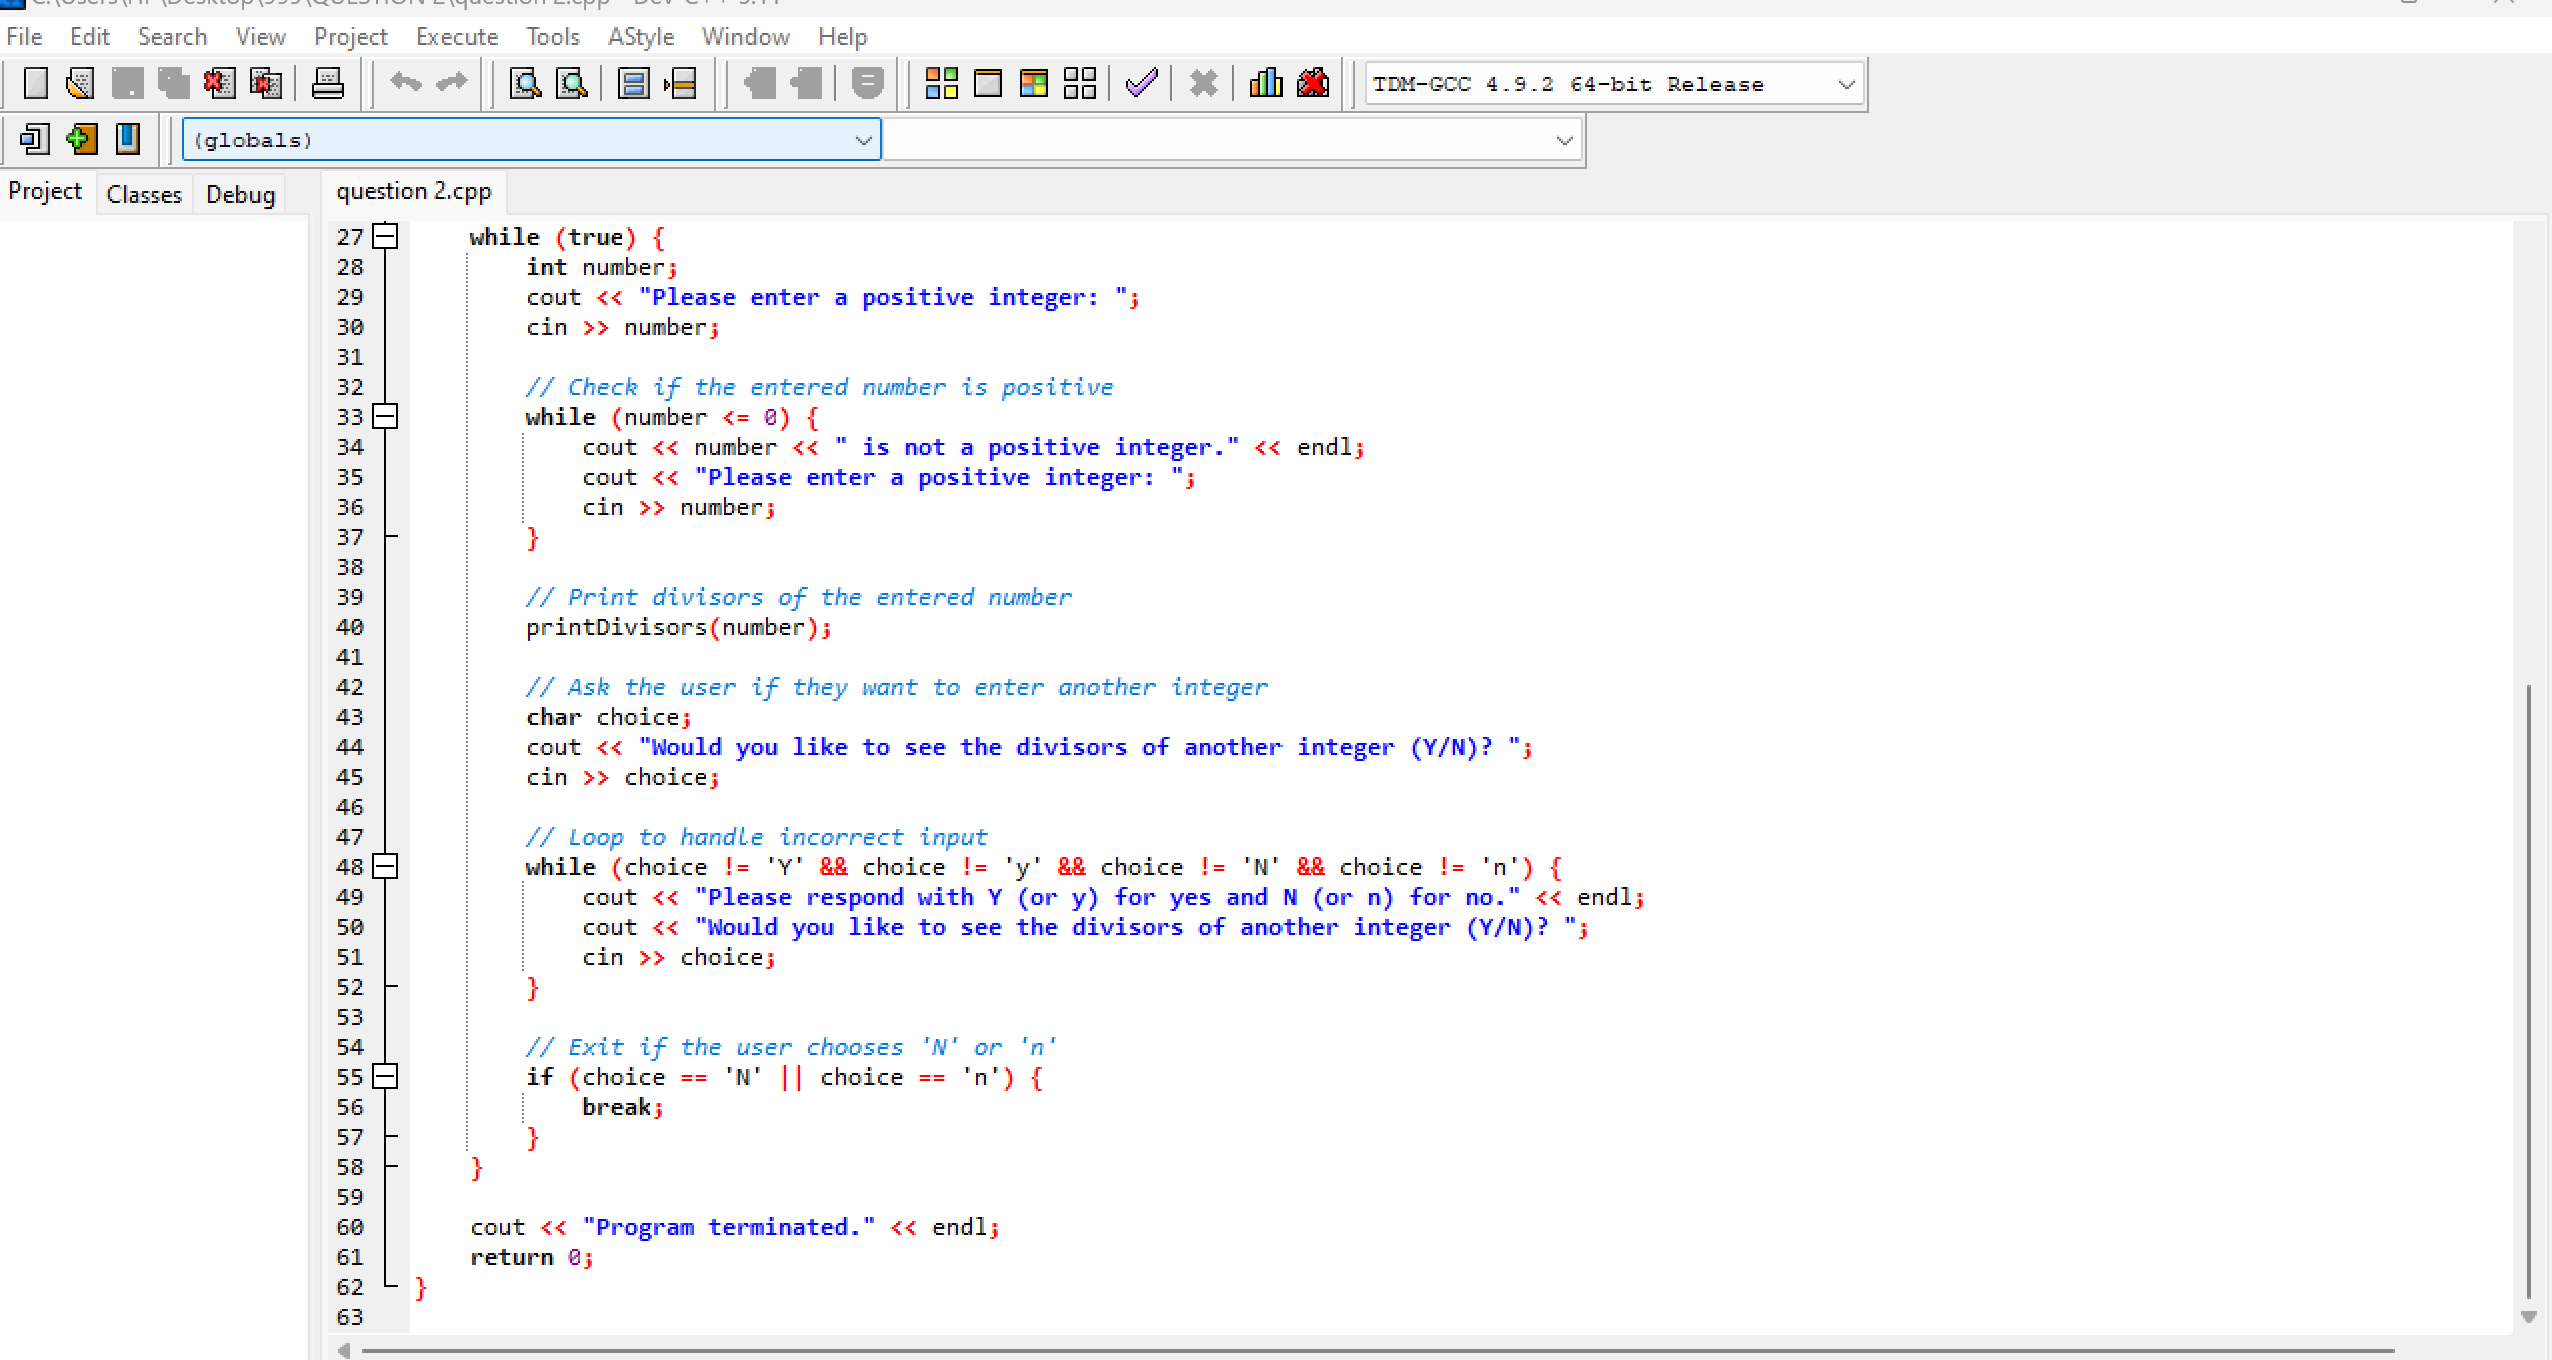 File Edit Search View Project Execute Tools AStyle Window Help
TDM-GCC 4.9.2 64-bit Release
(globals)
Project Classes Debug
question 2.cpp
27 while (true) {
28 int number;
29 cout << "Please enter a positive integer: ";
30 cin >> number;
31
32 // Check if the entered number is positive
33 while (number <= 0) {
34 cout << number << " is not a positive integer." << endl;
35 cout << "Please enter a positive integer: ";
36 cin >> number;
37 }
38
39 // Print divisors of the entered number
40 printDivisors(number);
41
42 // Ask the user if they want to enter another integer
43 char choice;
44 cout << "Would you like to see the divisors of another integer (Y/N)? ";
45 cin >> choice;
46
47 // Loop to handle incorrect input
48 while (choice != 'Y' && choice != 'y' && choice != 'N' && choice != 'n') {
49 cout << "Please respond with Y (or y) for yes and N (or n) for no." << endl;
50 cout << "Would you like to see the divisors of another integer (Y/N)? ";
51 cin >> choice;
52 }
53
54 // Exit if the user chooses 'N' or 'n'
55 if (choice == 'N' || choice == 'n') {
56 break;
57 }
58 }
59
60 cout << "Program terminated." << endl;
61 return 0;
62 }
63